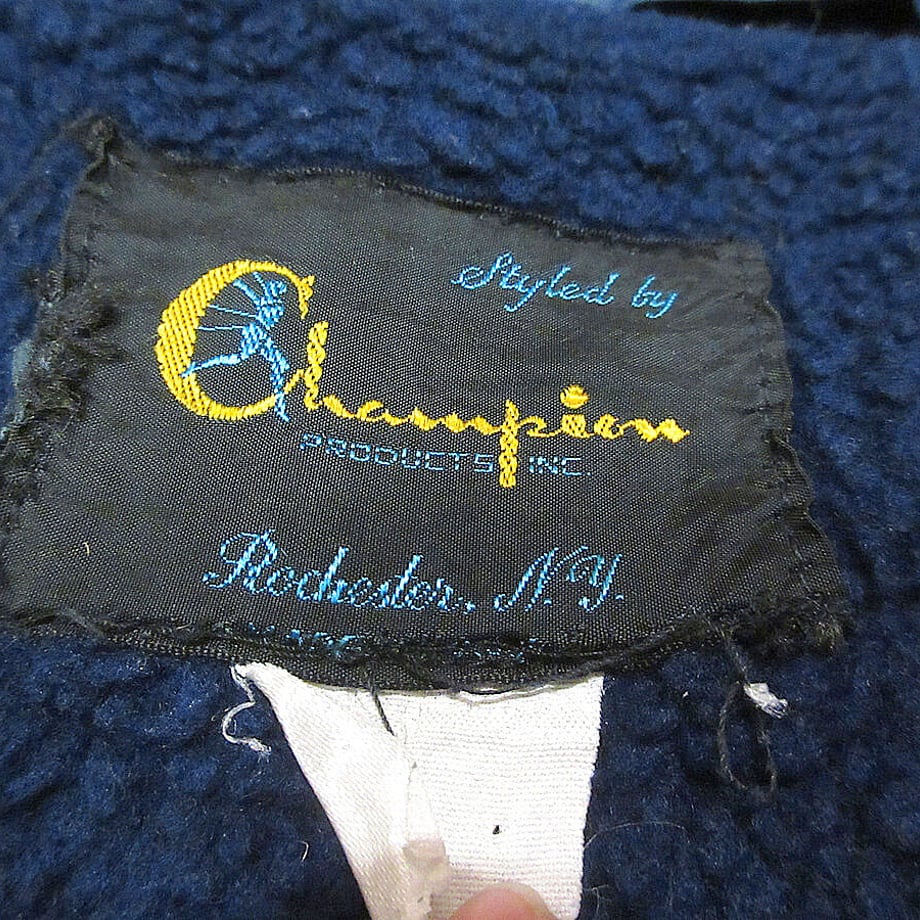 Styled by
Champion
PRODUCTS INC.
Rochester, N.Y.